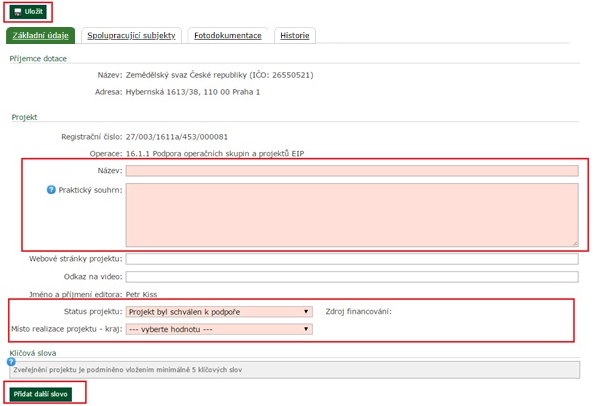 Uložit
Základní údaje Spolupracující subjekty Fotodokumentace Historie
Příjemce dotace
Název: Zemědělský svaz České republiky (IČO: 26550521)
Adresa: Hybernská 1613/38, 110 00 Praha 1
Projekt
Registrační číslo: 27/003/1611a/453/000081
Operace: 16.1.1 Podpora operačních skupin a projektů EIP
Název:
? Praktický souhrn:
Webové stránky projektu:
Odkaz na video:
Jméno a příjmení editora: Petr Kiss
Status projektu: Projekt byl schválen k podpoře Zdroj financování:
Místo realizace projektu - kraj: --- vyberte hodnotu ---
Klíčová slova
?
Zveřejnění projektu je podmíněno vložením minimálně 5 klíčových slov
Přidat další slovo